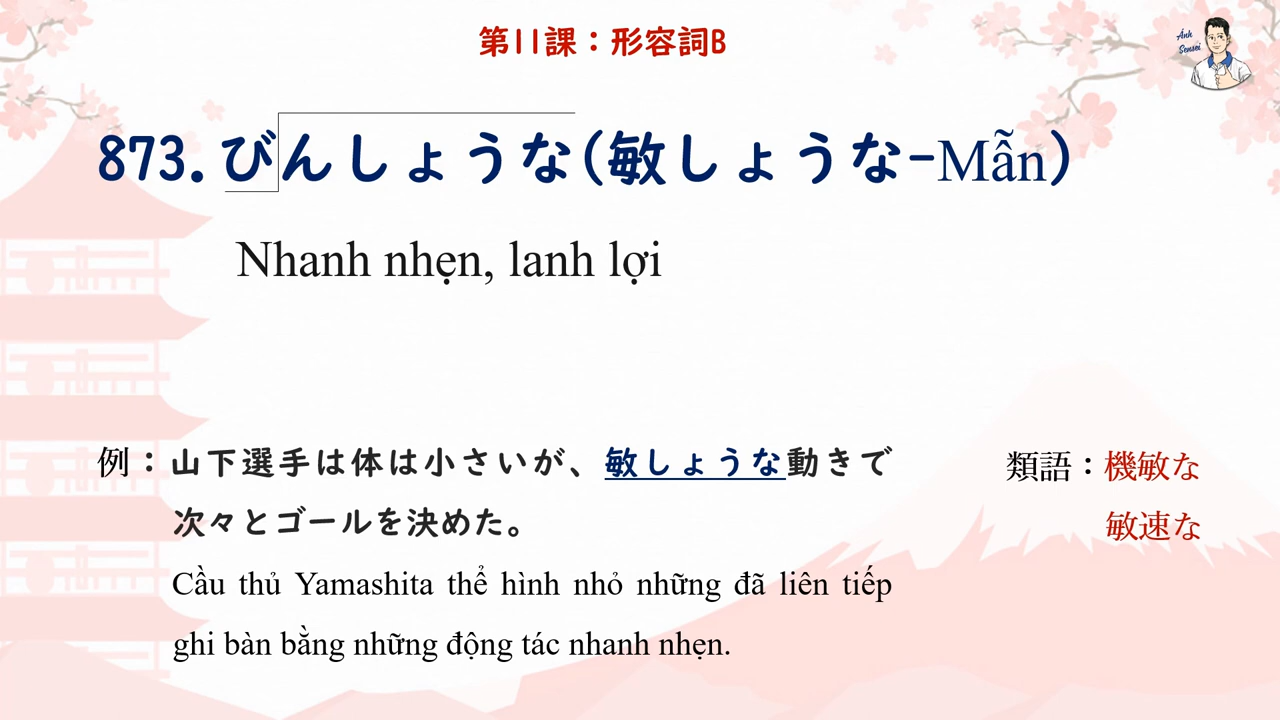 第11課：形容詞B
Anh Sensei
873.びんしょうな(敏しょうな-Mẫn)
Nhanh nhẹn, lanh lợi
例：山下選手は体は小さいが、敏しょうな動きで
次々とゴールを決めた。
Cầu thủ Yamashita thể hình nhỏ những đã liên tiếp
ghi bàn bằng những động tác nhanh nhẹn.
類語：機敏な
敏速な